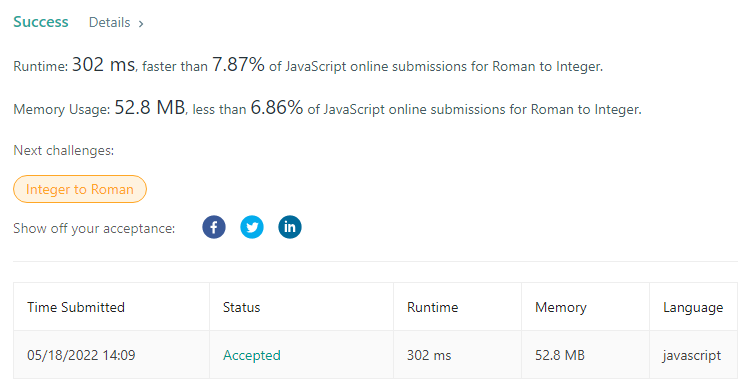 Success Details >
Runtime: 302 ms, faster than 7.87% of JavaScript online submissions for Roman to Integer.
Memory Usage: 52.8 MB, less than 6.86% of JavaScript online submissions for Roman to Integer.
Next challenges:
Integer to Roman
Show off your acceptance: f in
Time Submitted Status Runtime Memory Language
05/18/2022 14:09 Accepted 302 ms 52.8 MB javascript